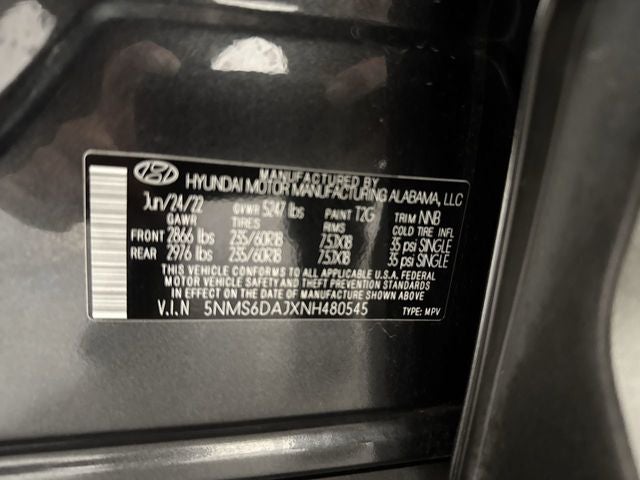 MANUFACTURED BY
HYUNDAI MOTOR MANUFACTURING ALABAMA, LLC
Jun/24/22 GVWR 5247 lbs PAINT T2G TRIM NNB
GAWR TIRES RIMS COLD TIRE INFL
FRONT 2866 lbs 235/60R18 7.5JX18 35 psi SINGLE
REAR 2976 lbs 235/60R18 7.5JX18 35 psi SINGLE
THIS VEHICLE CONFORMS TO ALL APPLICABLE U.S.A. FEDERAL
MOTOR VEHICLE SAFETY AND THEFT PREVENTION STANDARDS
IN EFFECT ON THE DATE OF MANUFACTURE SHOWN ABOVE.
V.I.N 5NMS6DAJXNH480545 TYPE: MPV